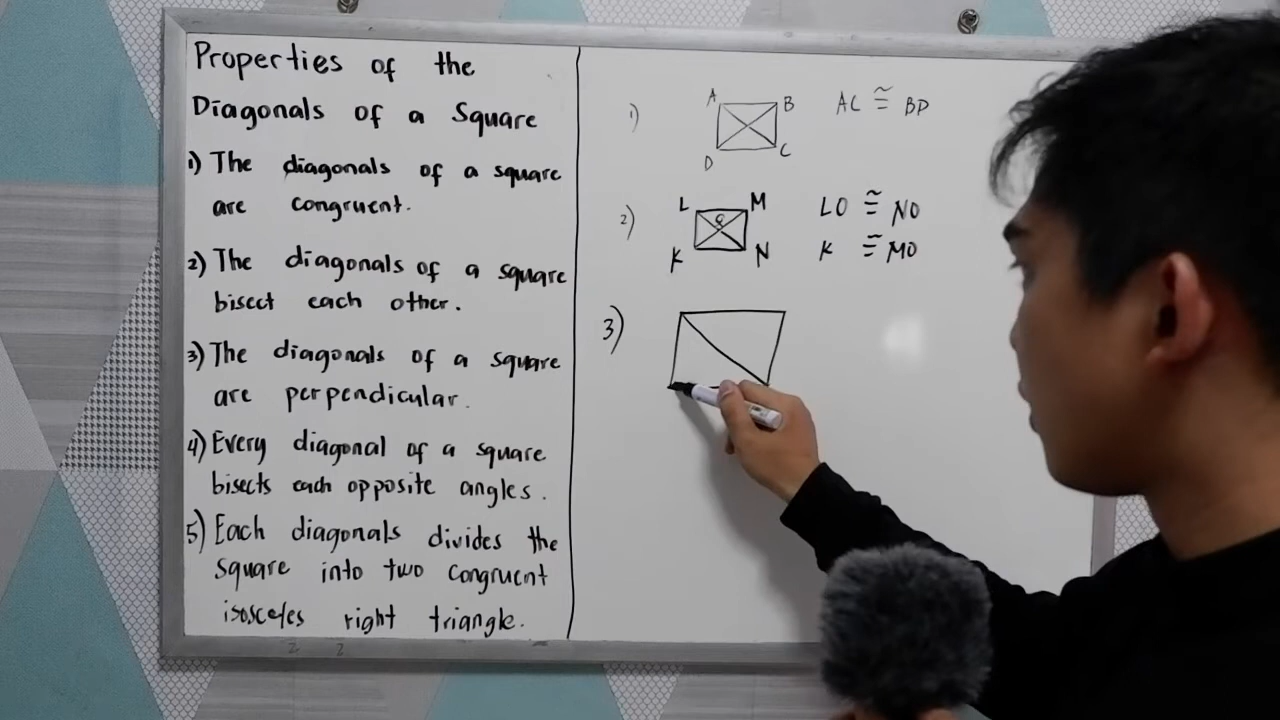 Properties of the
Diagonals of a Square
1) The diagonals of a square
are congruent.
2) The diagonals of a square
bisect each other.
3) The diagonals of a square
are perpendicular.
4) Every diagonal of a square
bisects each opposite angles.
5) Each diagonals divides the
square into two congruent
isosceles right triangle.
1)
A B
AC ≅ BD
D C
2)
L M
LO ≅ NO
K N
K ≅ MO
3)